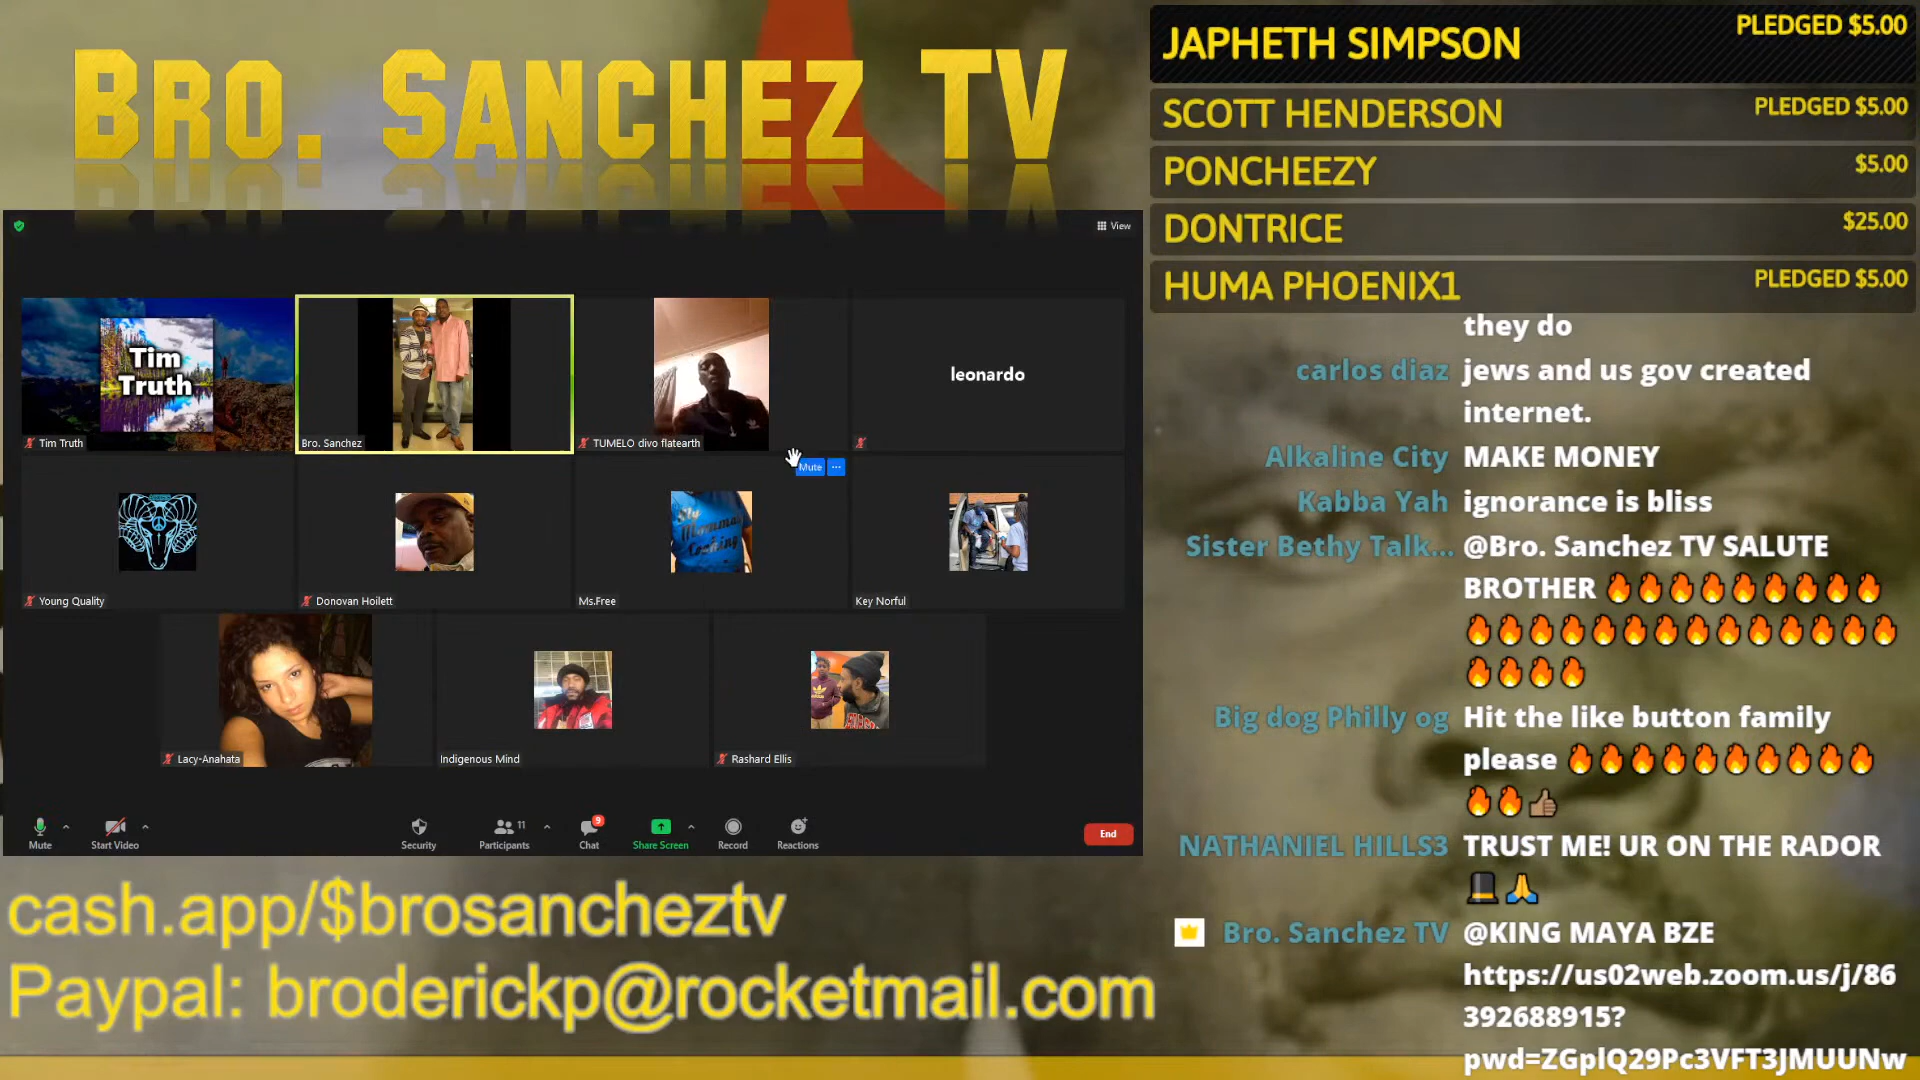 BRO. SANCHEZ TV
View
Tim
Truth
Tim Truth
Bro. Sanchez
TUMELO divo flatearth
leonardo
Mute
...
Young Quality
Donovan Hoilett
My
Mommas
Cooking
Ms.Free
Key Norful
Lacy-Anahata
Indigenous Mind
Rashard Ellis
Mute
Start Video
Security
11
Participants
9
Chat
Share Screen
Record
Reactions
End
cash.app/$brosancheztv
Paypal: broderickp@rocketmail.com
JAPHETH SIMPSON PLEDGED $5.00
SCOTT HENDERSON PLEDGED $5.00
PONCHEEZY $5.00
DONTRICE $25.00
HUMA PHOENIX1 PLEDGED $5.00
they do
carlos diaz jews and us gov created
internet.
Alkaline City MAKE MONEY
Kabba Yah ignorance is bliss
Sister Bethy Talk... @Bro. Sanchez TV SALUTE
BROTHER 🔥🔥🔥🔥🔥🔥🔥🔥🔥
🔥🔥🔥🔥🔥🔥🔥🔥🔥🔥🔥🔥🔥🔥
🔥🔥🔥🔥
Big dog Philly og Hit the like button family
please 🔥🔥🔥🔥🔥🔥🔥🔥🔥🔥
🔥🔥👍🏽
NATHANIEL HILLS3 TRUST ME! UR ON THE RADOR
🎩🙏
Bro. Sanchez TV @KING MAYA BZE
https://us02web.zoom.us/j/86
392688915?
pwd=ZGplQ29Pc3VFT3JMUUNw